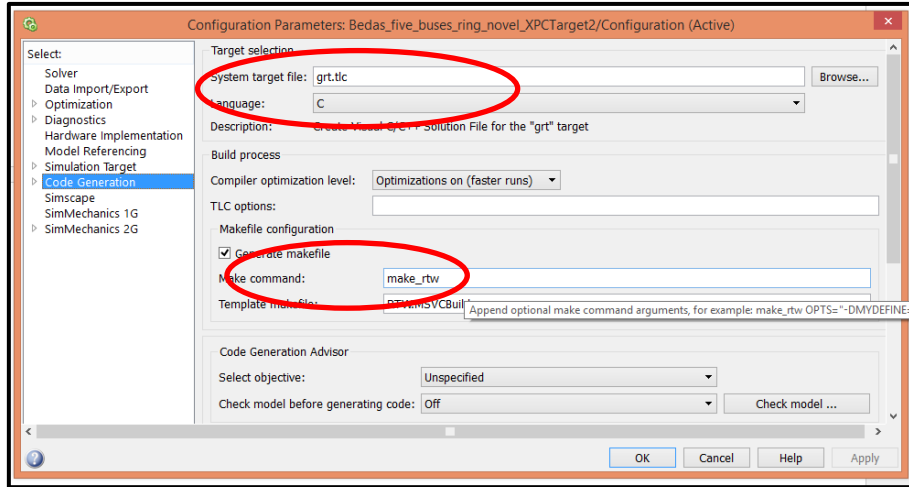 Configuration Parameters: Bedas_five_buses_ring_novel_XPCTarget2/Configuration (Active)
Select:
Solver
Data Import/Export
Optimization
Diagnostics
Hardware Implementation
Model Referencing
Simulation Target
Code Generation
Simscape
SimMechanics 1G
SimMechanics 2G
Target selection
System target file: grt.tlc Browse...
Language: C
Description: Create Visual C/C++ Solution File for the "grt" target
Build process
Compiler optimization level: Optimizations on (faster runs)
TLC options:
Makefile configuration
Generate makefile
Make command: make_rtw
Template makefile: RTW.MSVCBuild
Append optional make command arguments, for example: make_rtw OPTS="-DMYDEFINE=
Code Generation Advisor
Select objective: Unspecified
Check model before generating code: Off Check model ...
OK Cancel Help Apply